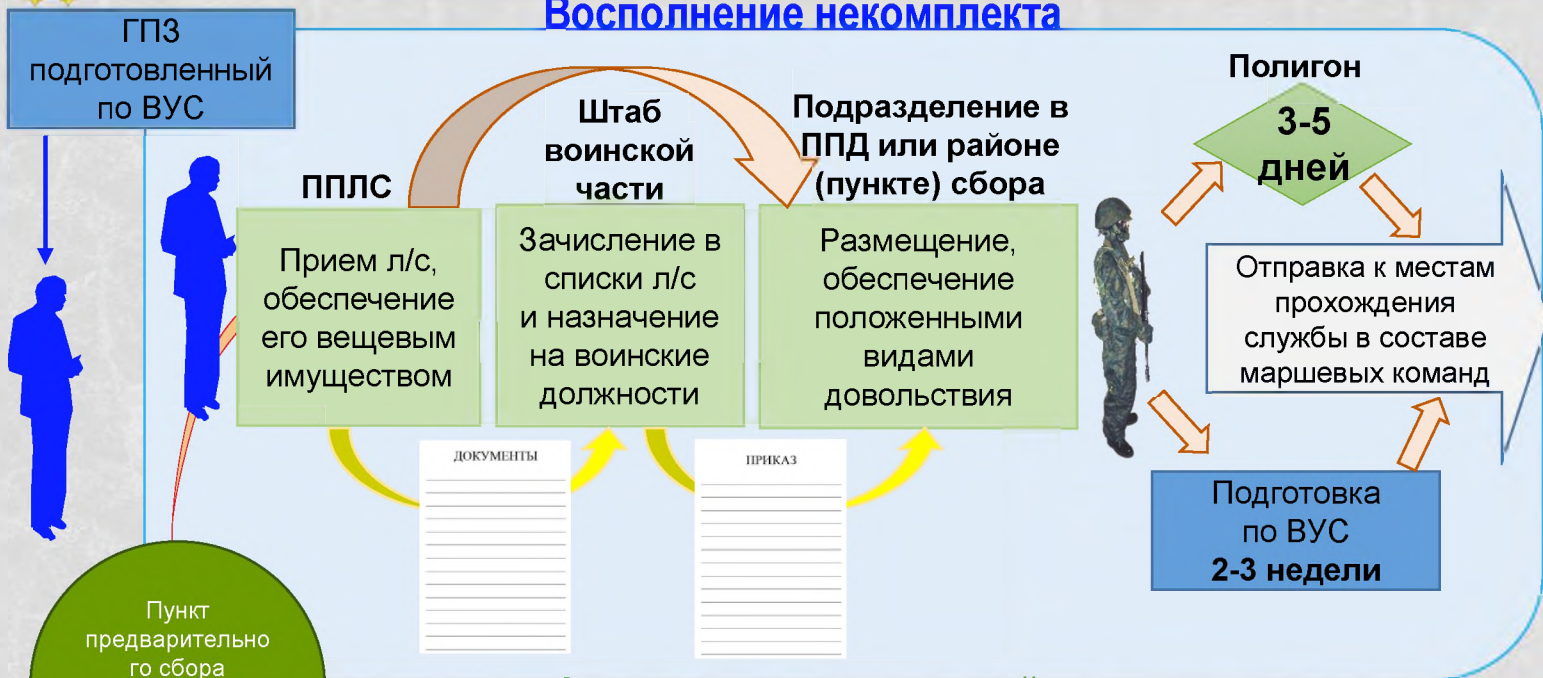 Восполнение некомплекта
ГПЗ
подготовленный
по ВУС
ППЛС
Прием л/с,
обеспечение
его вещевым
имуществом
Штаб
воинской
части
Зачисление в
списки л/с
и назначение
на воинские
должности
Подразделение в
ППД или районе
(пункте) сбора
Размещение,
обеспечение
положенными
видами
довольствия
ДОКУМЕНТЫ
ПРИКАЗ
Полигон
3-5
дней
Отправка к местам
прохождения
службы в составе
маршевых команд
Подготовка
по ВУС
2-3 недели
Пункт
предварительно
го сбора